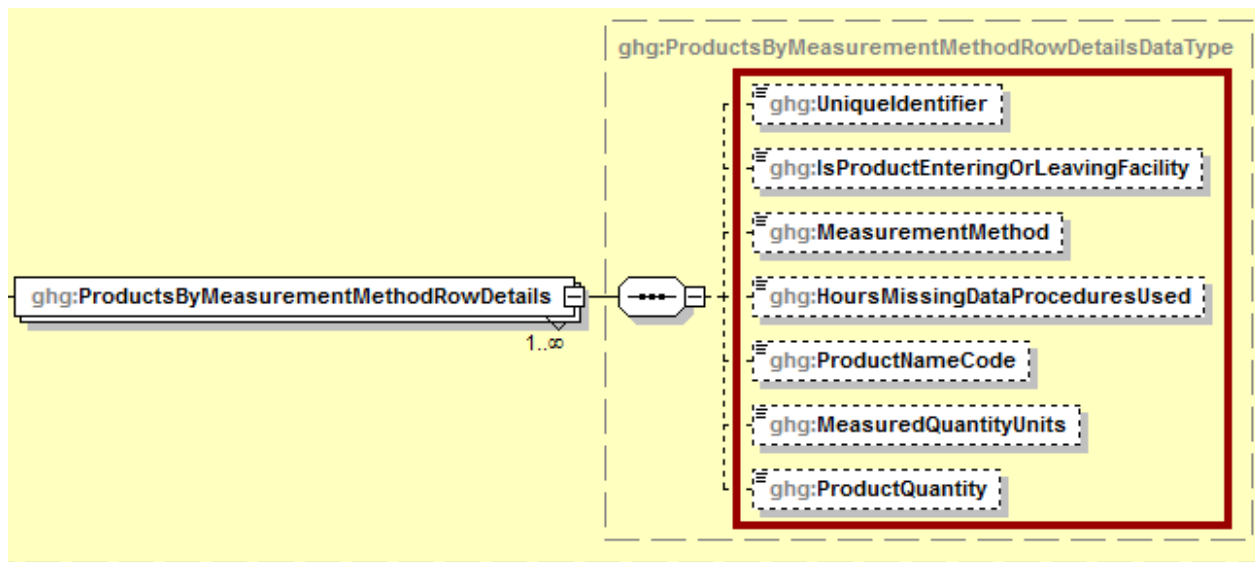 ghg:ProductsByMeasurementMethodRowDetailsDataType
ghg:UniqueIdentifier
ghg:IsProductEnteringOrLeavingFacility
ghg:MeasurementMethod
ghg:HoursMissingDataProceduresUsed
ghg:ProductNameCode
ghg:MeasuredQuantityUnits
ghg:ProductQuantity
ghg:ProductsByMeasurementMethodRowDetails
1..∞